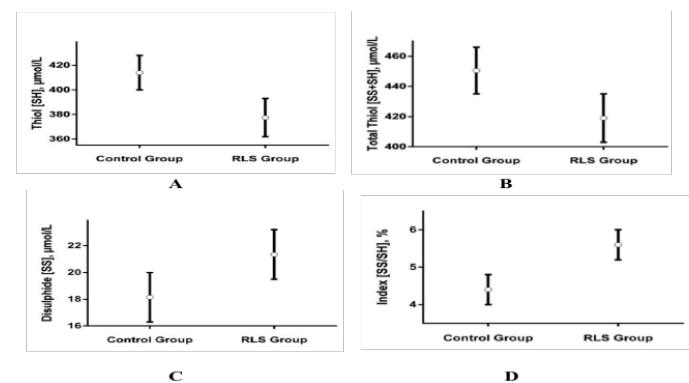 Thiol [SH], µmol/L
420
400
380
360
Control Group
RLS Group
A
Total Thiol [SS+SH], µmol/L
460
440
420
400
Control Group
RLS Group
B
Disulphide [SS], µmol/L
22
20
18
16
Control Group
RLS Group
C
Index [SS/SH], %
6
5
4
Control Group
RLS Group
D